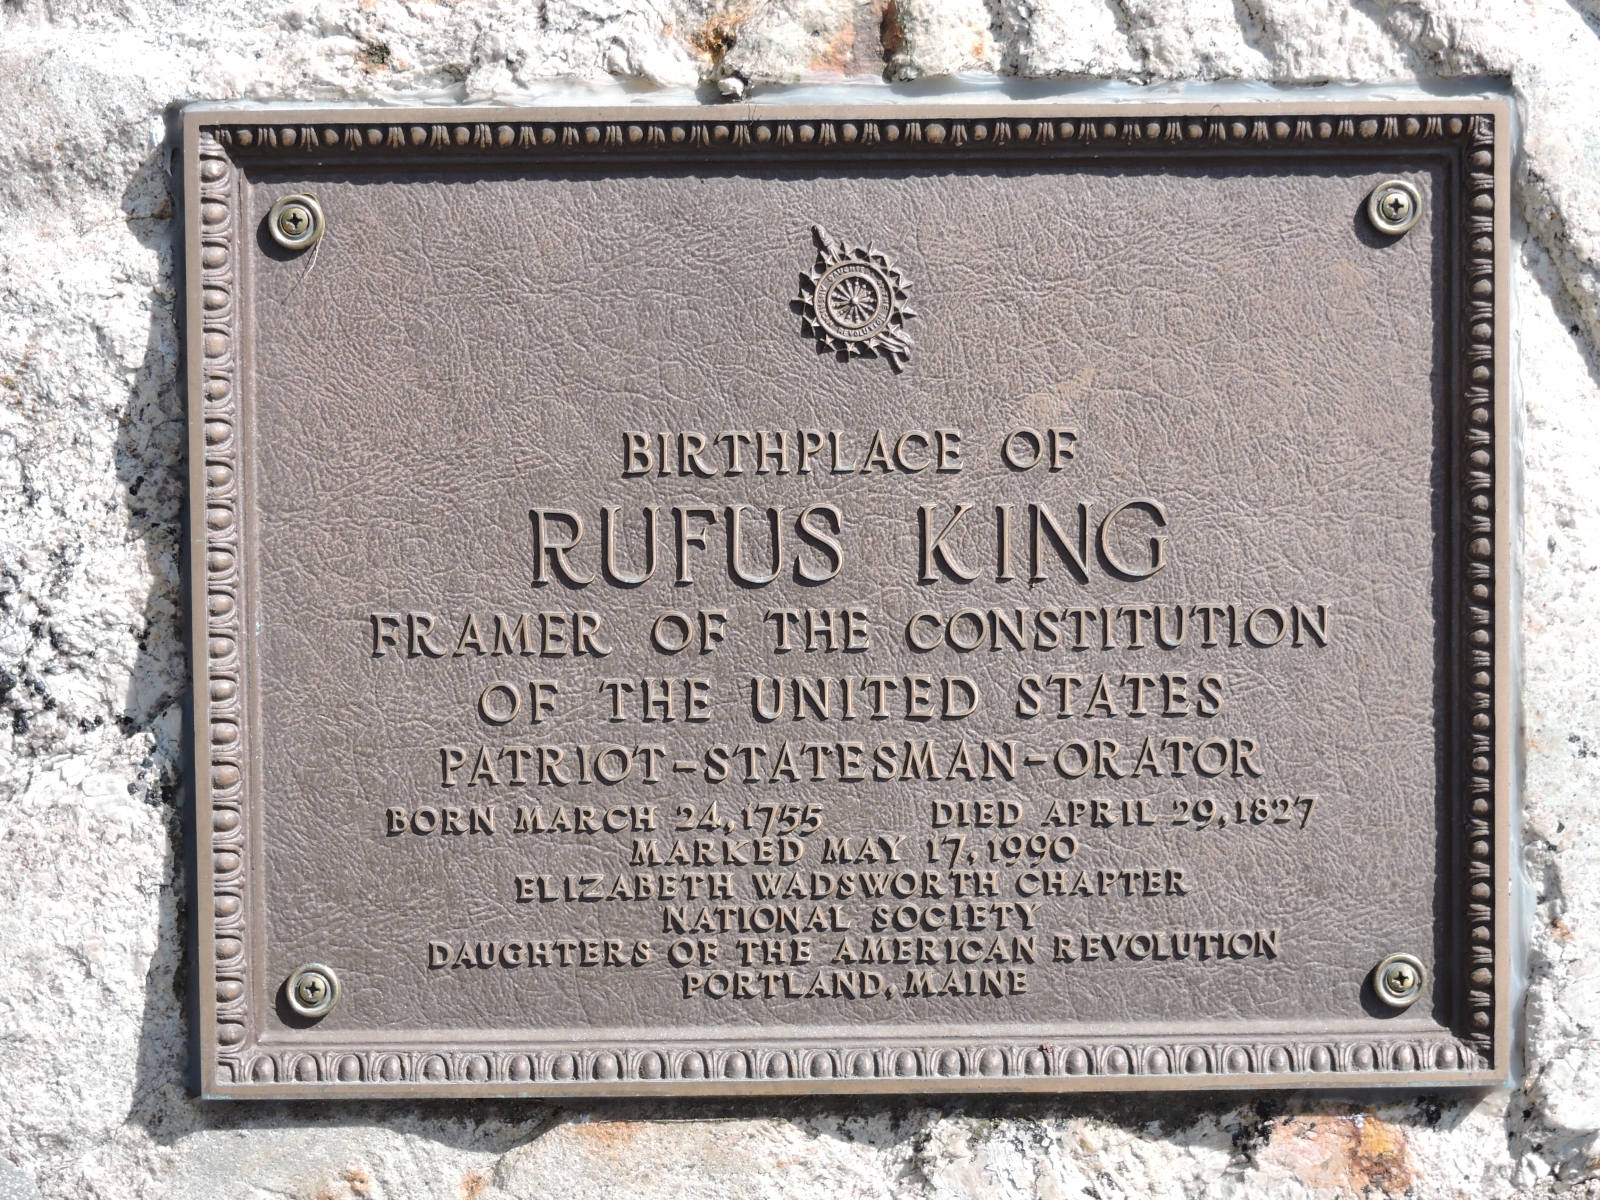 BIRTHPLACE OF
RUFUS KING
FRAMER OF THE CONSTITUTION
OF THE UNITED STATES
PATRIOT-STATESMAN-ORATOR
BORN MARCH 24, 1755 DIED APRIL 29, 1827
MARKED MAY 17, 1990
ELIZABETH WADSWORTH CHAPTER
NATIONAL SOCIETY
DAUGHTERS OF THE AMERICAN REVOLUTION
PORTLAND, MAINE